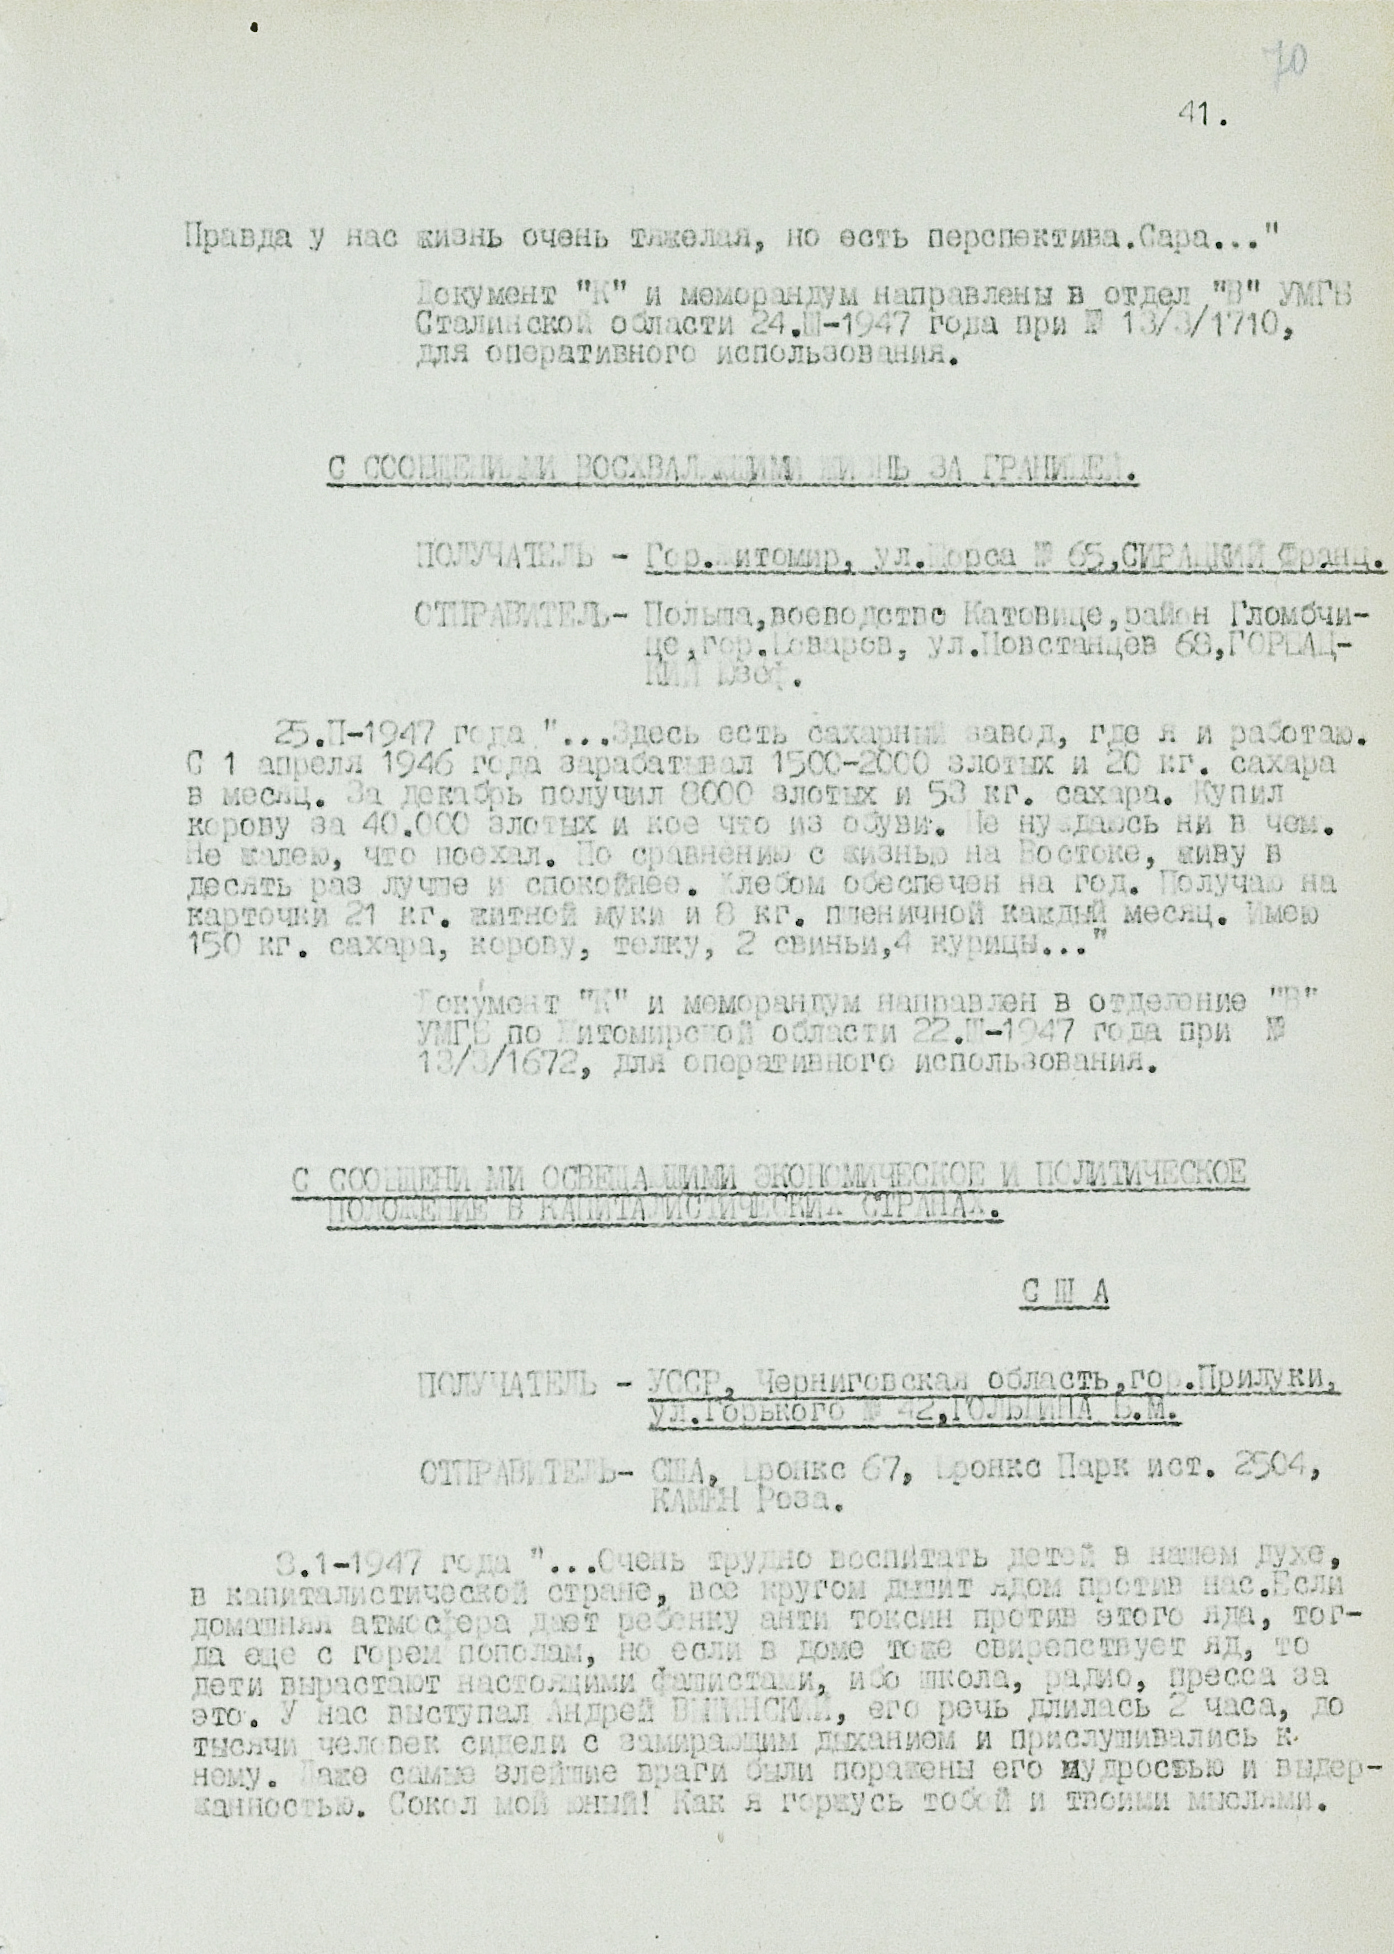 70
41.
Правда у нас жизнь очень тяжелая, но есть перспектива.Сара..."
Документ "К" и меморандум направлены в отдел "В" УМГБ
Сталинской области 24.Ш-1947 года при № 13/3/1710,
для оперативного использования.
С СООБЩЕНИЯМИ ВОСХВАЛЯЮЩИМИ ЖИЗНЬ ЗА ГРАНИЦЕЙ.
ПОЛУЧАТЕЛЬ - Гор.Житомир, ул.Щорса № 65,СИРАЦКИЙ Франц.
ОТПРАВИТЕЛЬ- Польша,воеводство Катовице,район Гломбчи-
це,гор. ул.Повстанцев 68,ГОРБАЦ-
КИЙ Юзеф.
25.П-1947 года "...Здесь есть сахарный завод, где я и работаю.
С 1 апреля 1946 года зарабатывал 1500-2000 злотых и 20 кг. сахара
в месяц. За декабрь получил 8000 злотых и 53 кг. сахара. Купил
корову за 40.000 злотых и кое что из обуви. Не нуждаюсь ни в чем.
Не жалею, что поехал. По сравнению с жизнью на Востоке, живу в
десять раз лучше и спокойнее. Хлебом обеспечен на год. Получаю на
карточки 21 кг. житной муки и 8 кг. пшеничной каждый месяц. Имею
150 кг. сахара, корову, телку, 2 свиньи,4 курицы..."
Документ "К" и меморандум направлен в отделение "В"
УМГБ по Житомирской области 22.Ш-1947 года при №
13/3/1672, для оперативного использования.
С СООБЩЕНИЯМИ ОСВЕЩАЮЩИМИ ЭКОНОМИЧЕСКОЕ И ПОЛИТИЧЕСКОЕ
ПОЛОЖЕНИЕ В КАПИТАЛИСТИЧЕСКИХ СТРАНАХ.
С Ш А
ПОЛУЧАТЕЛЬ - УССР, Черниговская область,гор.Прилуки,
ул.Горького № 42,ГОЛЬДИНА Б.М.
ОТПРАВИТЕЛЬ- США, Бронкс 67, Бронкс Парк ист. 2504,
КАМЕН Роза.
3.1-1947 года "...Очень трудно воспитать детей в нашем духе,
в капиталистической стране, все кругом дышит ядом против нас.Если
домашняя атмосфера дает ребенку анти токсин против этого яда, тог-
да еще с горем пополам, но если в доме тоже свирепствует яд, то
дети вырастают настоящими фашистами, ибо школа, радио, пресса за
это. У нас выступал Андрей ВЫШИНСКИЙ, его речь длилась 2 часа, до
тысячи человек сидели с замирающим дыханием и прислушивались к
нему. Даже самые злейшие враги были поражены его мудростью и выдер-
жанностью. Сокол мой юный! Как я горжусь тобой и твоими мыслями.